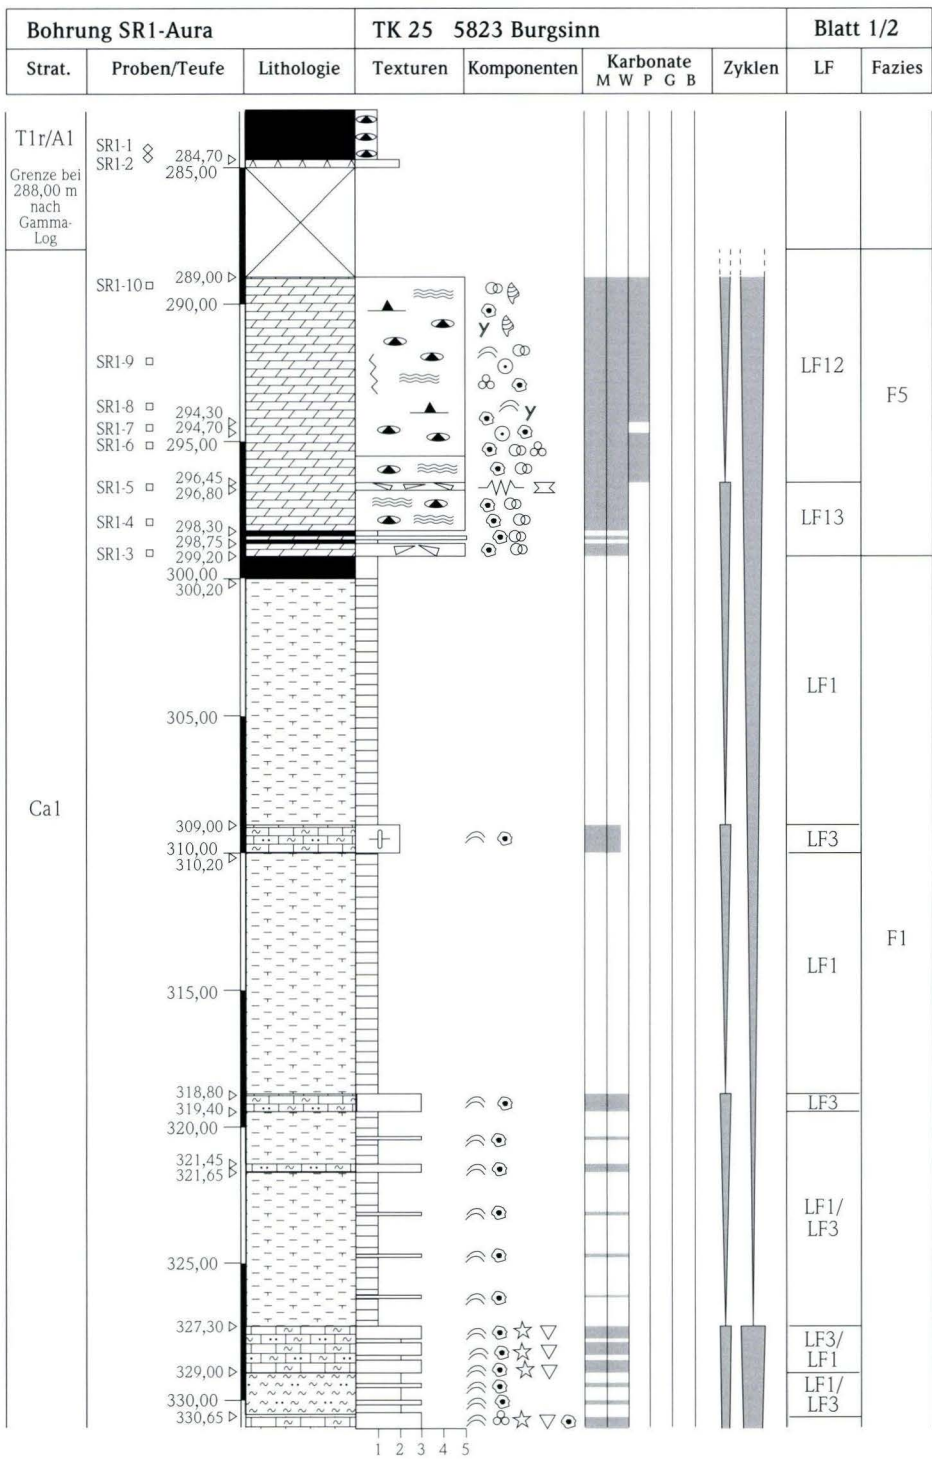 Bohrung SR1-Aura TK 25 5823 Burgsinn Blatt 1/2
Strat. Proben/Teufe Lithologie Texturen Komponenten Karbonate Zyklen LF Fazies
M W P G B
T1r/A1
SR1-1
284,70
SR1-2
285,00
Grenze bei
288,00 m
nach
Gamma-
Log
289,00
SR1-10
290,00
y
SR1-9
LF12
F5
SR1-8
294,30
y
SR1-7
294,70
SR1-6
295,00
296,45
SR1-5
296,80
SR1-4
LF13
298,30
298,75
SR1-3
299,20
300,00
300,20
LF1
305,00
Ca1
309,00
LF3
310,00
310,20
F1
LF1
315,00
318,80
LF3
319,40
320,00
321,45
321,65
LF1/
LF3
325,00
327,30
LF3/
LF1
329,00
LF1/
LF3
330,00
330,65
1 2 3 4 5